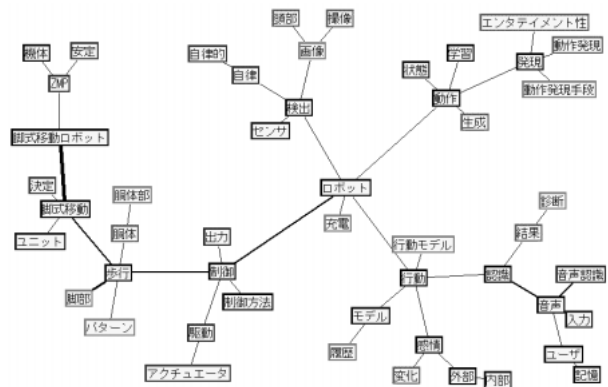 頭部
撮像
エンタテイメント性
機体
安定
自律的
画像
学習
動作発現
自律
状態
発現
ZMP
動作
動作発現手段
検出
生成
センサ
脚式移動ロボット
決定
ロボット
脚式移動
胴体部
診断
充電
ユニット
胴体
出力
行動モデル
結果
歩行
制御
行動
認識
音声認識
脚部
制御方法
音声
パターン
モデル
入力
駆動
履歴
感情
ユーザ
アクチュエータ
変化
外部
内部
記憶